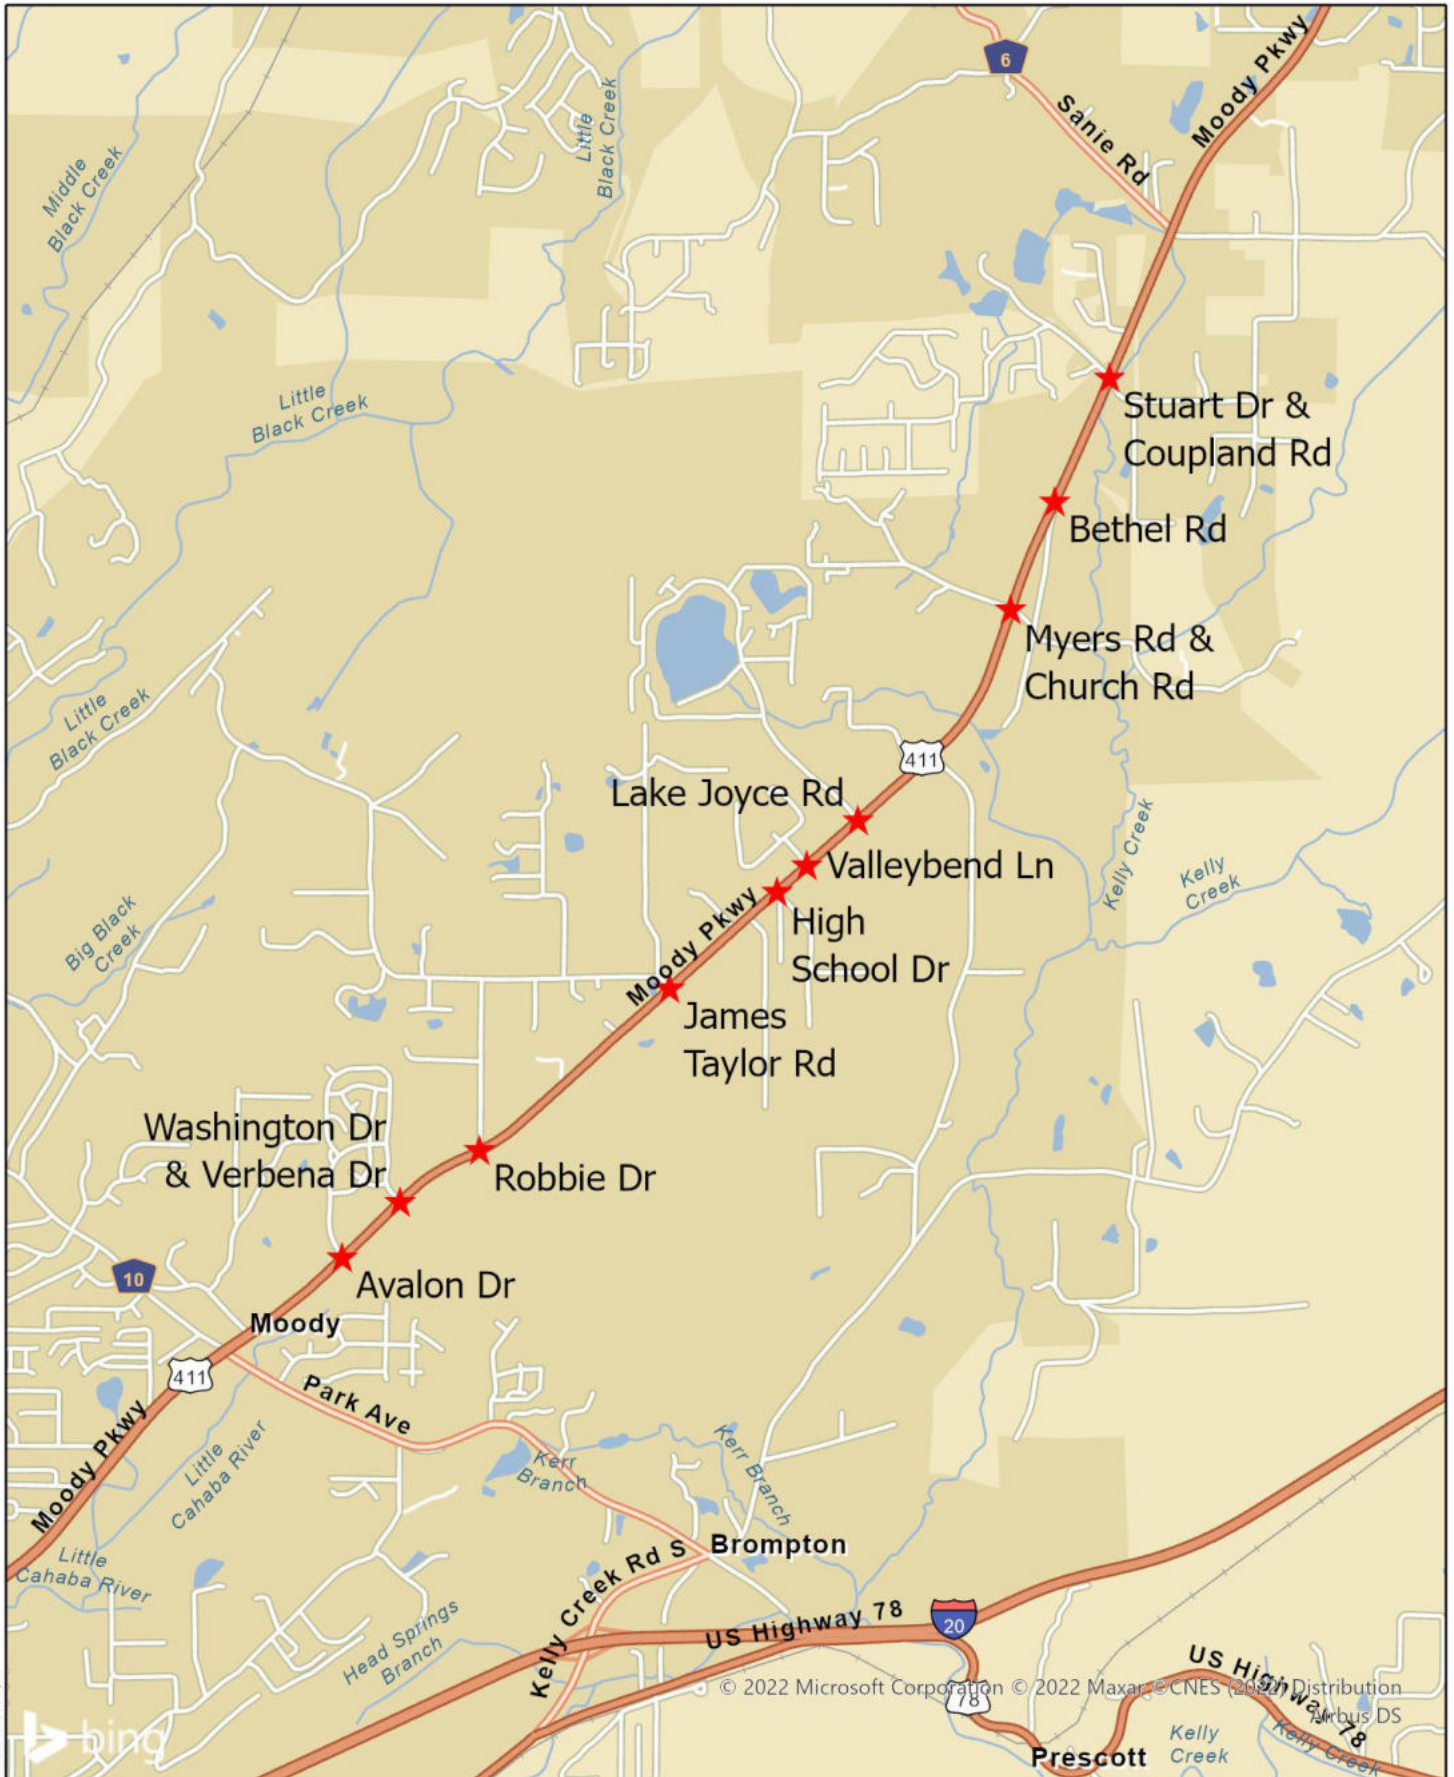 6
Moody Pkwy
Sanie Rd
Little
Black Creek
Middle
Black Creek
Little
Black Creek
Stuart Dr &
Coupland Rd
Bethel Rd
Myers Rd &
Church Rd
Little
Black Creek
411
Lake Joyce Rd
Kelly Creek
Kelly
Creek
Valleybend Ln
Moody Pkwy
High
School Dr
Big Black
Creek
James
Taylor Rd
Washington Dr
& Verbena Dr
Robbie Dr
10
Avalon Dr
Moody
411
Park Ave
Moody Pkwy
Little
Cahaba River
Kerr
Branch
Kerr Branch
Brompton
Little
Cahaba River
Kelly Creek Rd S
Head Springs
Branch
US Highway 78
20
US Highway 78
© 2022 Microsoft Corporation © 2022 Maxar ©CNES (2022) Distribution
Airbus DS
78
bing
Kelly
Creek
Kelly Creek
Prescott